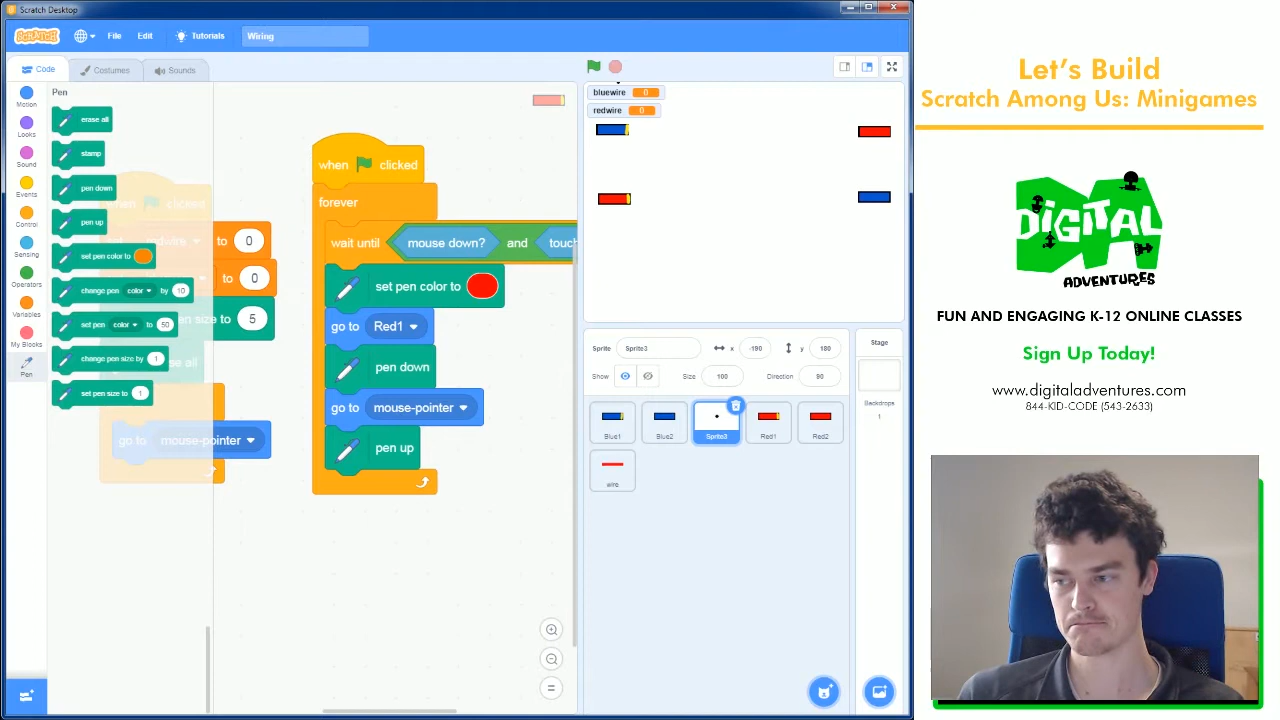 Scratch Desktop
SCRATCH
File
Edit
Tutorials
Wiring
Code
Costumes
Sounds
Motion
Looks
Sound
Events
Control
Sensing
Operators
Variables
My Blocks
Pen
Pen
erase all
stamp
pen down
pen up
set pen color to
change pen color by 10
set pen color to 50
change pen size by 1
set pen size to 1
when clicked
redwire to 0
to 0
pen size to 5
all
go to mouse-pointer
when clicked
forever
wait until mouse down? and touch
set pen color to
go to Red1
pen down
go to mouse-pointer
pen up
bluewire 0
redwire 0
Sprite Sprite3 x -190 y 180
Show Size 100 Direction 90
Blue1
Blue2
Sprite3
Red1
Red2
wire
Stage
Backdrops
1
Let's Build
Scratch Among Us: Minigames
DIGITAL
ADVENTURES
FUN AND ENGAGING K-12 ONLINE CLASSES
Sign Up Today!
www.digitaladventures.com
844-KID-CODE (543-2633)